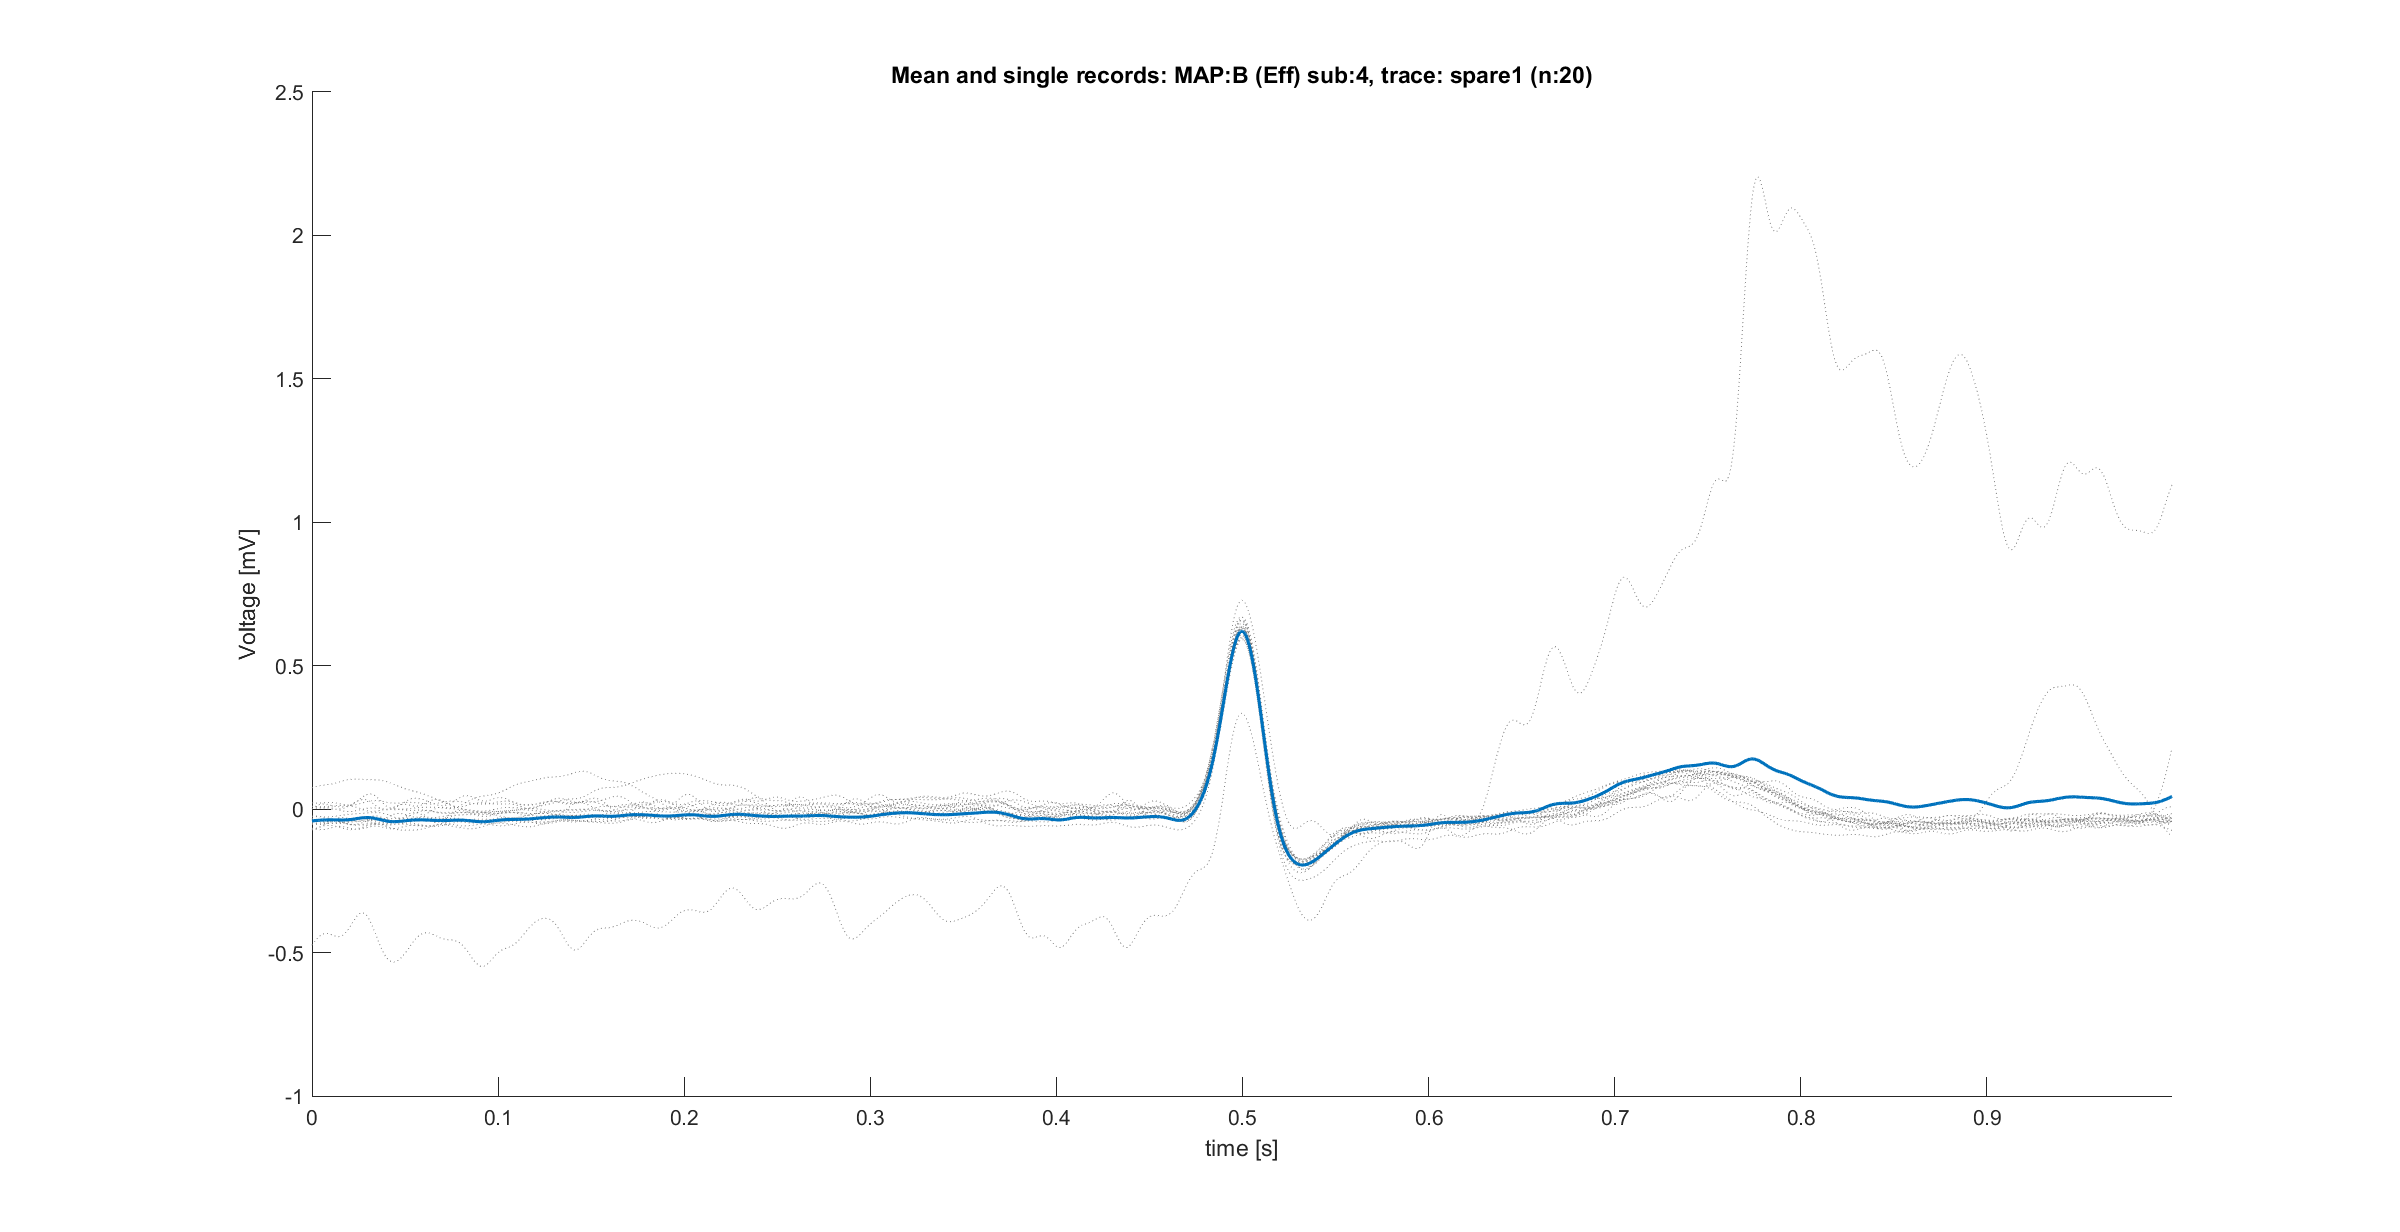 Mean and single records: MAP:B (Eff) sub:4, trace: spare1 (n:20)
2.5
2
1.5
1
0.5
0
-0.5
-1
Voltage [mV]
0 0.1 0.2 0.3 0.4 0.5 0.6 0.7 0.8 0.9
time [s]